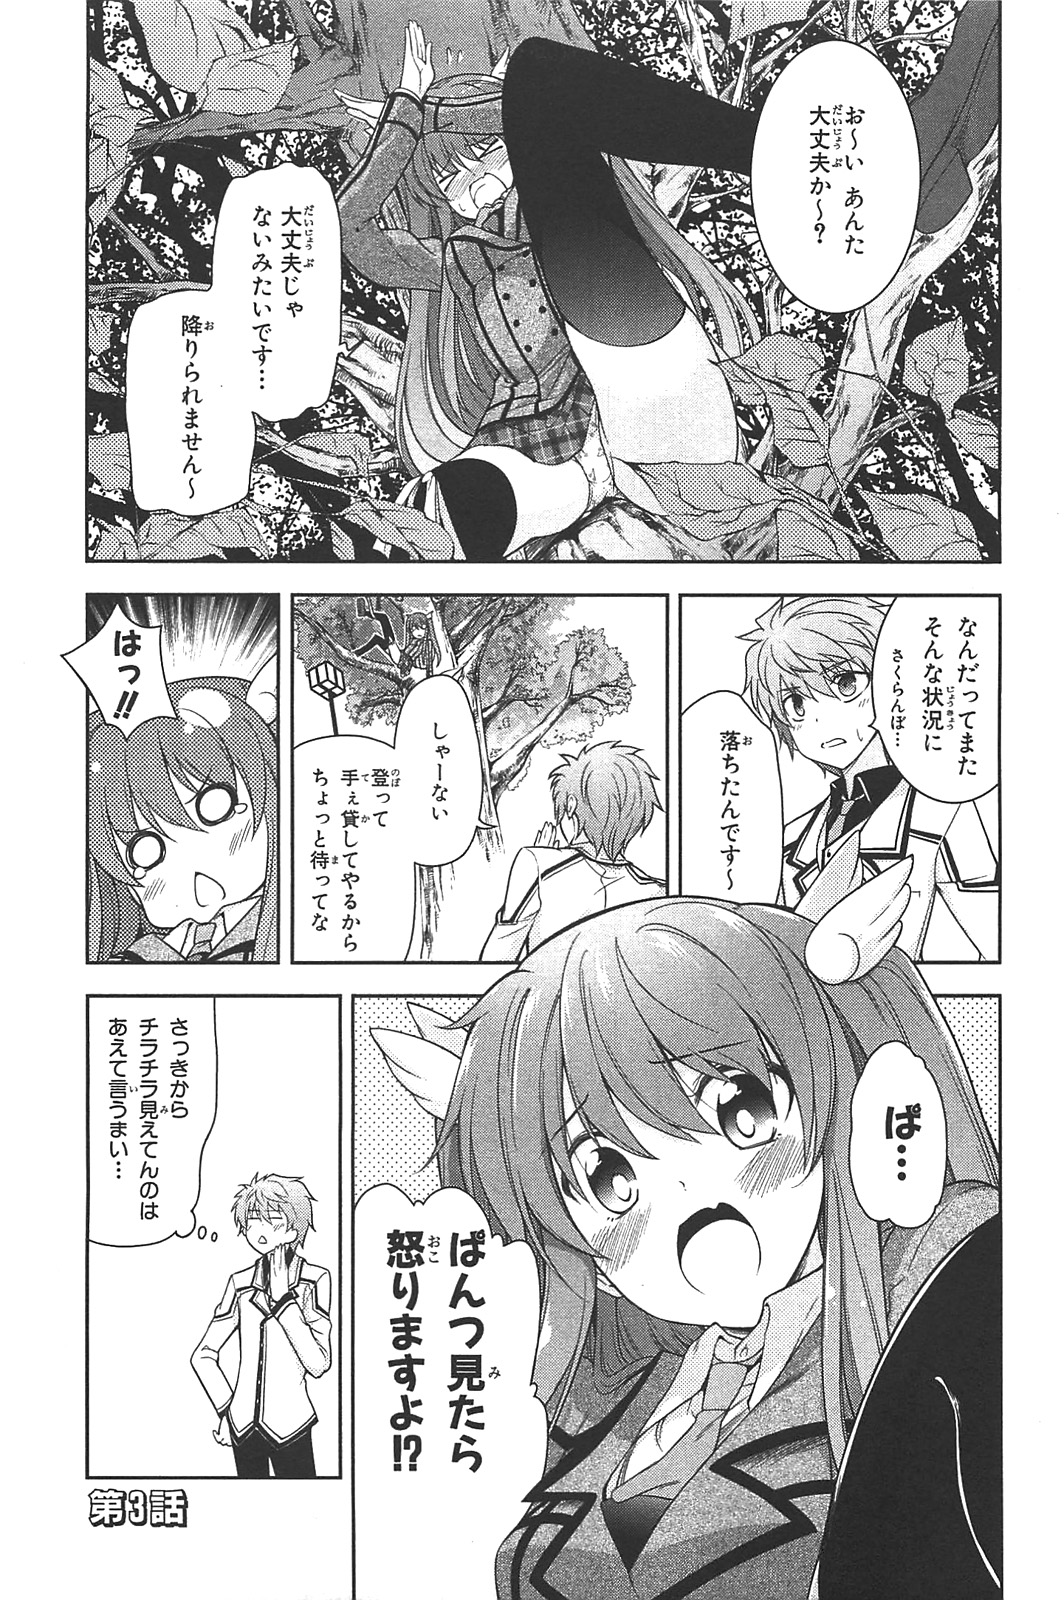 お～い あんた
大丈夫か～？
大丈夫じゃ
ないみたいです…
降りられません～
なんだってまた
そんな状況に
さくらんぼ…
落ちたんです～
しゃーない
登って
手ぇ貸してやるから
ちょっと待ってな
はっ!!
ぱ…
ぱんつ見たら
怒りますよ!?
さっきから
チラチラ見えてんのは
あえて言うまい…
第3話